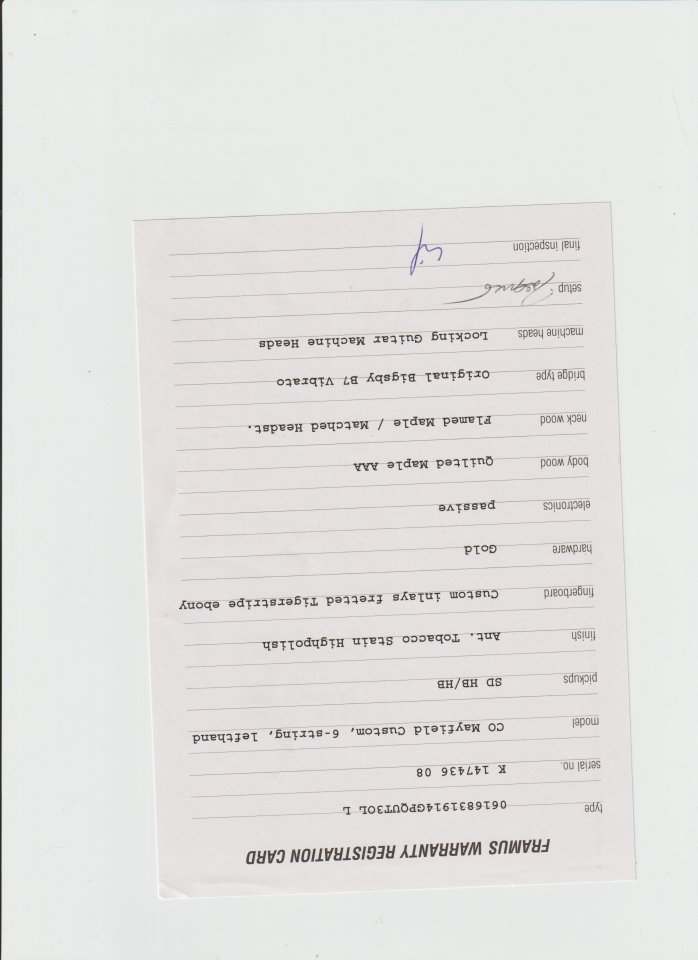 FRAMUS WARRANTY REGISTRATION CARD
type 0616831914GPQUT3OL L
serial no. K 147436 08
model CO Mayfield Custom, 6-string, lefthand
pickups SD HB/HB
finish Ant. Tobacco Stain Highpolish
fingerboard Custom inlays fretted Tigerstripe ebony
hardware Gold
electronics passive
body wood Quilted Maple AAA
neck wood Flamed Maple / Matched Headst.
bridge type Original Bigsby B7 Vibrato
machine heads Locking Guitar Machine Heads
setup
final inspection